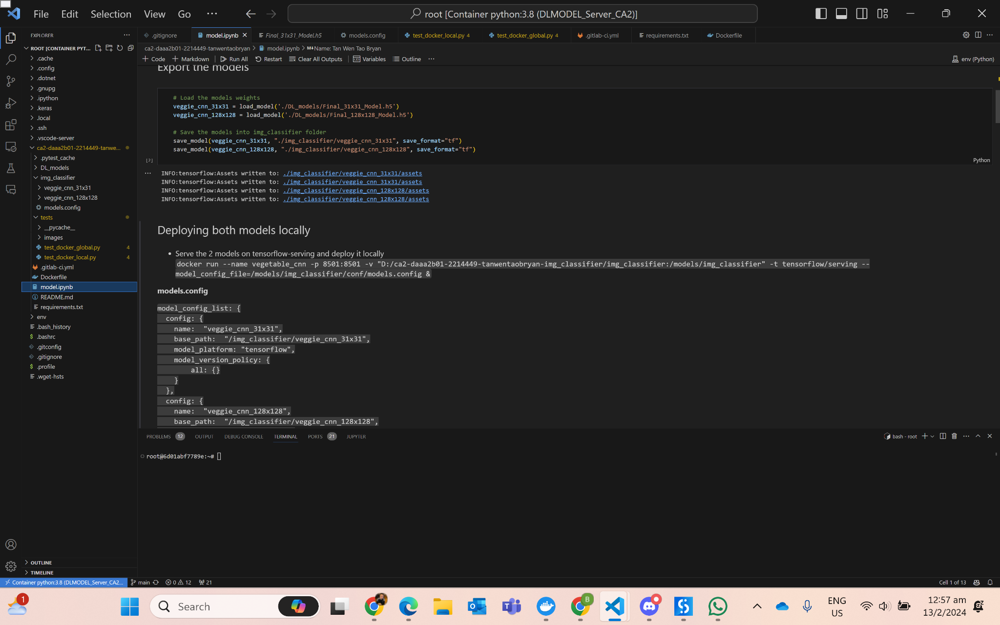 File Edit Selection View Go ···
root [Container python:3.8 (DLMODEL_Server_CA2)]
EXPLORER
.gitignore
model.ipynb
Final_31x31_Model.h5
models.config
test_docker_local.py 4
test_docker_global.py 4
.gitlab-ci.yml
requirements.txt
Dockerfile
ROOT [CONTAINER PYT...
ca2-daaa2b01-2214449-tanwentaobryan > model.ipynb > M Name: Tan Wen Tao Bryan
+ Code + Markdown | Run All Restart Clear All Outputs | Variables Outline ···
env (Python)
.cache
.config
.dotnet
.gnupg
.ipython
.keras
.local
.ssh
.vscode-server
ca2-daaa2b01-2214449-tanwe...
.pytest_cache
DL_models
img_classifier
veggie_cnn_31x31
veggie_cnn_128x128
models.config
tests
__pycache__
images
test_docker_global.py 4
test_docker_local.py 4
.gitlab-ci.yml
Dockerfile
model.ipynb
README.md
requirements.txt
env
.bash_history
.bashrc
.gitconfig
.gitignore
.profile
.wget-hsts
OUTLINE
TIMELINE
Export the models
# Load the models weights
veggie_cnn_31x31 = load_model('./DL_models/Final_31x31_Model.h5')
veggie_cnn_128x128 = load_model('./DL_models/Final_128x128_Model.h5')
# Save the models into img_classifier folder
save_model(veggie_cnn_31x31, "./img_classifier/veggie_cnn_31x31", save_format="tf")
save_model(veggie_cnn_128x128, "./img_classifier/veggie_cnn_128x128", save_format="tf")
[2]
Python
INFO:tensorflow:Assets written to: ./img_classifier/veggie_cnn_31x31/assets
INFO:tensorflow:Assets written to: ./img_classifier/veggie_cnn_31x31/assets
INFO:tensorflow:Assets written to: ./img_classifier/veggie_cnn_128x128/assets
INFO:tensorflow:Assets written to: ./img_classifier/veggie_cnn_128x128/assets
Deploying both models locally
• Serve the 2 models on tensorflow-serving and deploy it locally
docker run --name vegetable_cnn -p 8501:8501 -v "D:/ca2-daaa2b01-2214449-tanwentaobryan-img_classifier/img_classifier:/models/img_classifier" -t tensorflow/serving --
model_config_file=/models/img_classifier/conf/models.config &
models.config
model_config_list: {
config: {
name: "veggie_cnn_31x31",
base_path: "/img_classifier/veggie_cnn_31x31",
model_platform: "tensorflow",
model_version_policy: {
all: {}
}
},
config: {
name: "veggie_cnn_128x128",
base_path: "/img_classifier/veggie_cnn_128x128",
PROBLEMS 12 OUTPUT DEBUG CONSOLE TERMINAL PORTS 21 JUPYTER
bash - root
root@6d01abf7789e:~#
Container python:3.8 (DLMODEL_Server_CA2... main 0 12 21
Cell 1 of 13
1
Search
T
B
ENG
US
12:57 am
13/2/2024